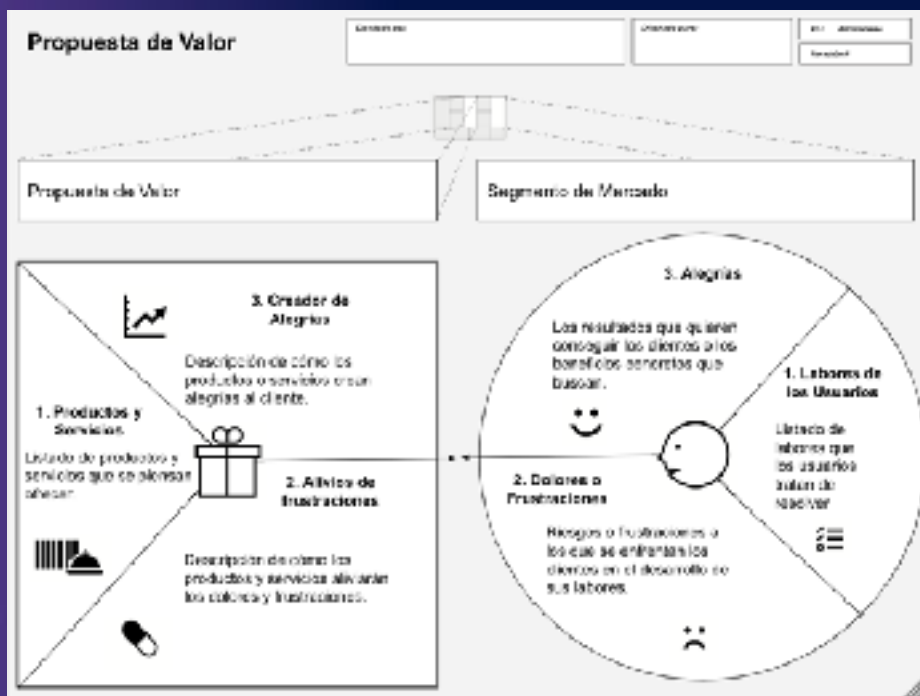 Propuesta de Valor
Propuesta de Valor
Segmento de Mercado
3. Creador de
Alegrías
Descripción de cómo los
productos o servicios crean
alegrías al cliente.
1. Productos y
Servicios
Listado de productos y
servicios que se piensan
ofrecer
2. Alivios de
frustraciones
Descripción de cómo los
productos y servicios aliviarán
los dolores y frustraciones.
3. Alegrías
Los resultados que quieren
conseguir los clientes o los
beneficios concretos que
buscan.
1. Labores de
los Usuarios
Listado de
labores que
los usuarios
tratan de
resolver
2. Dolores o
Frustraciones
Riesgos o frustraciones a
los que se enfrentan los
clientes en el desarrollo de
sus labores.